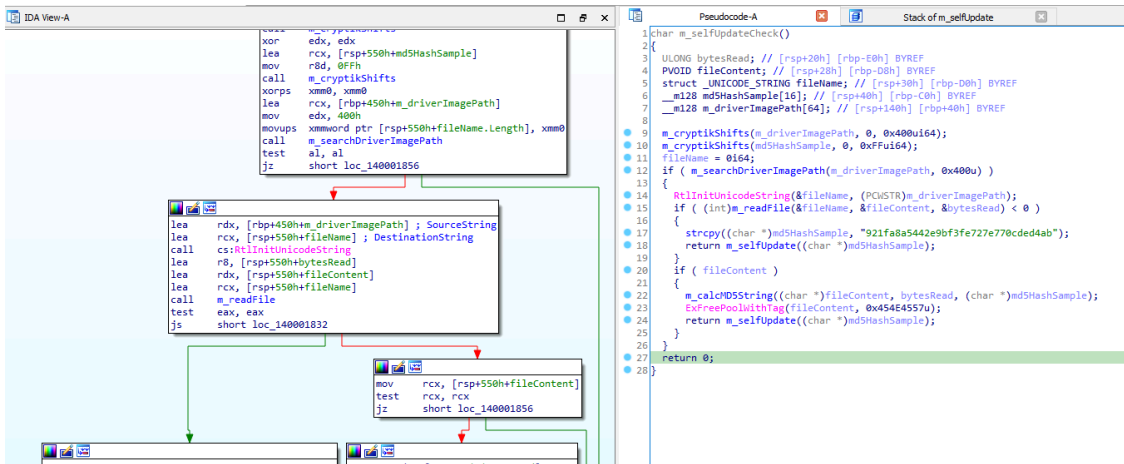 IDA View-A
call m_cryptikShifts
xor edx, edx
lea rcx, [rsp+550h+md5HashSample]
mov r8d, 0FFh
call m_cryptikShifts
xorps xmm0, xmm0
lea rcx, [rbp+450h+m_driverImagePath]
mov edx, 400h
movups xmmword ptr [rsp+550h+fileName.Length], xmm0
call m_searchDriverImagePath
test al, al
jz short loc_140001856
lea rdx, [rbp+450h+m_driverImagePath] ; SourceString
lea rcx, [rsp+550h+fileName] ; DestinationString
call cs:RtlInitUnicodeString
lea r8, [rsp+550h+bytesRead]
lea rdx, [rsp+550h+fileContent]
lea rcx, [rsp+550h+fileName]
call m_readFile
test eax, eax
js short loc_140001832
mov rcx, [rsp+550h+fileContent]
test rcx, rcx
jz short loc_140001856
Pseudocode-A
Stack of m_selfUpdate
1 char m_selfUpdateCheck()
2 {
3 ULONG bytesRead; // [rsp+20h] [rbp-E0h] BYREF
4 PVOID fileContent; // [rsp+28h] [rbp-D8h] BYREF
5 struct _UNICODE_STRING fileName; // [rsp+30h] [rbp-D0h] BYREF
6 __m128 md5HashSample[16]; // [rsp+40h] [rbp-C0h] BYREF
7 __m128 m_driverImagePath[64]; // [rsp+140h] [rbp+40h] BYREF
8
9 m_cryptikShifts(m_driverImagePath, 0, 0x400ui64);
10 m_cryptikShifts(md5HashSample, 0, 0xFFui64);
11 fileName = 0i64;
12 if ( m_searchDriverImagePath(m_driverImagePath, 0x400u) )
13 {
14 RtlInitUnicodeString(&fileName, (PCWSTR)m_driverImagePath);
15 if ( (int)m_readFile(&fileName, &fileContent, &bytesRead) < 0 )
16 {
17 strcpy((char *)md5HashSample, "921fa8a5442e9bf3fe727e770cded4ab");
18 return m_selfUpdate((char *)md5HashSample);
19 }
20 if ( fileContent )
21 {
22 m_calcMD5String((char *)fileContent, bytesRead, (char *)md5HashSample);
23 ExFreePoolWithTag(fileContent, 0x454E4557u);
24 return m_selfUpdate((char *)md5HashSample);
25 }
26 }
27 return 0;
28 }